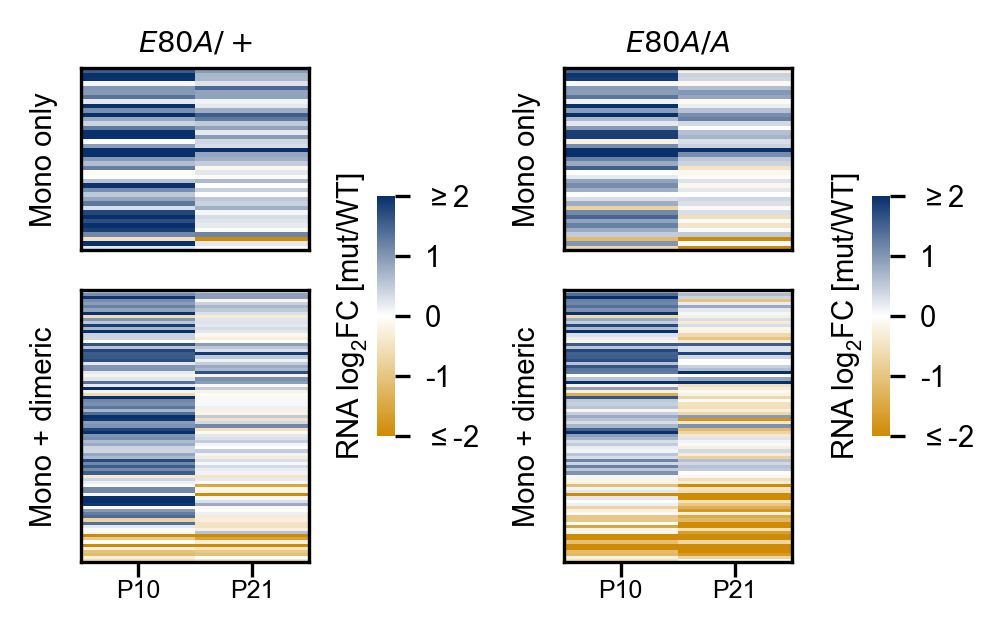 E80A/+
E80A/A
Mono only
Mono only
Mono + dimeric
Mono + dimeric
RNA log₂FC [mut/WT]
≥2
1
0
-1
≤-2
RNA log₂FC [mut/WT]
≥2
1
0
-1
≤-2
P10 P21
P10 P21